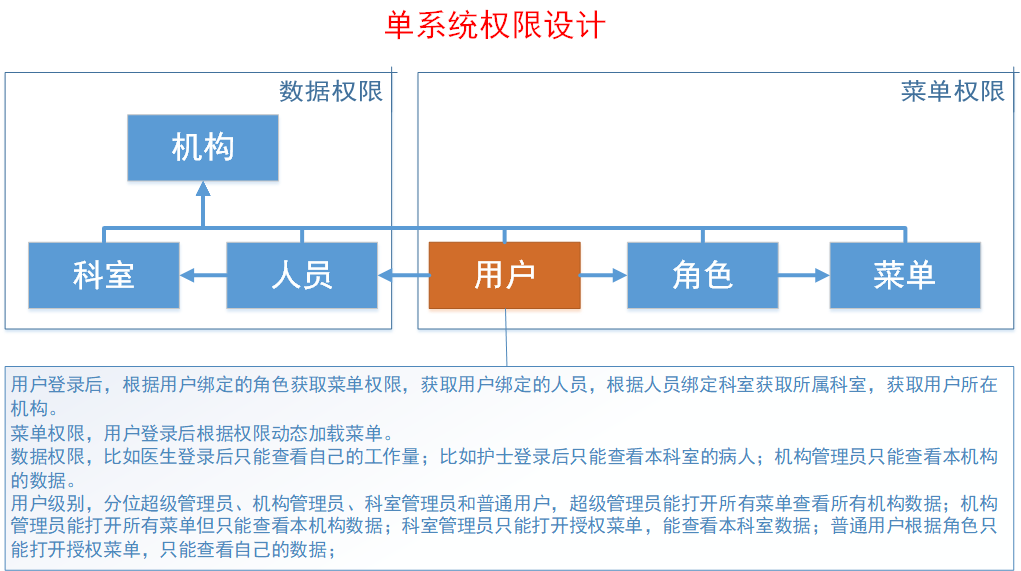 单系统权限设计
数据权限
菜单权限
机构
科室
人员
用户
角色
菜单
用户登录后，根据用户绑定的角色获取菜单权限，获取用户绑定的人员，根据人员绑定科室获取所属科室，获取用户所在
机构。
菜单权限，用户登录后根据权限动态加载菜单。
数据权限，比如医生登录后只能查看自己的工作量；比如护士登录后只能查看本科室的病人；机构管理员只能查看本机构
的数据。
用户级别，分位超级管理员、机构管理员、科室管理员和普通用户，超级管理员能打开所有菜单查看所有机构数据；机构
管理员能打开所有菜单但只能查看本机构数据；科室管理员只能打开授权菜单，能查看本科室数据；普通用户根据角色只
能打开授权菜单，只能查看自己的数据；